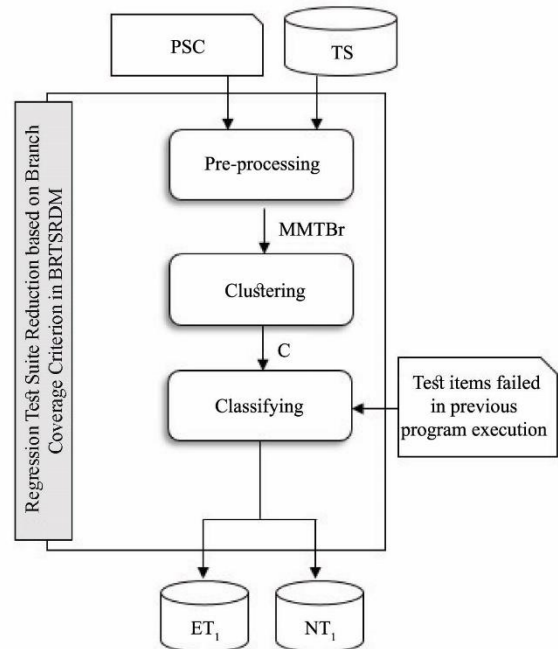 PSC
TS
Regression Test Suite Reduction based on Branch
Coverage Criterion in BRTSRDM
Pre-processing
MMTBr
Clustering
C
Classifying
Test items failed
in previous
program execution
ET₁
NT₁